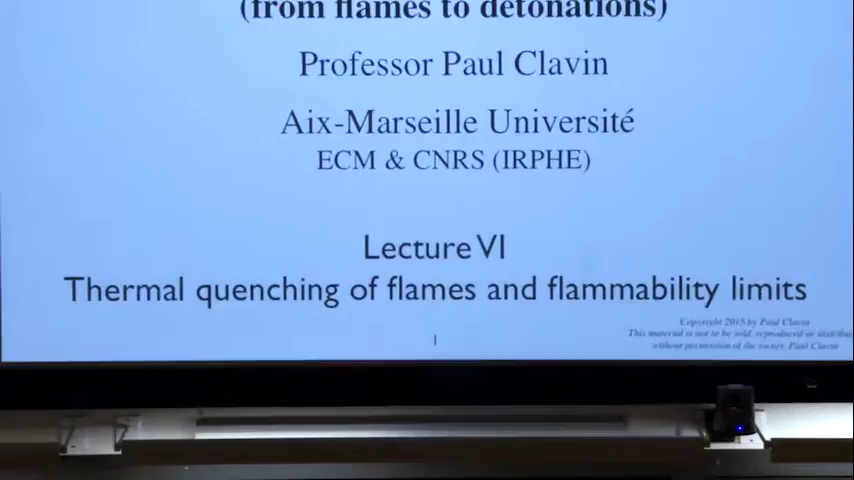 (from flames to detonations)
Professor Paul Clavin
Aix-Marseille Université
ECM & CNRS (IRPHE)
Lecture VI
Thermal quenching of flames and flammability limits
Copyright 2015 by Paul Clavin
This material is not to be sold, reproduced or distribu
without permission of the owner, Paul Clavin
1